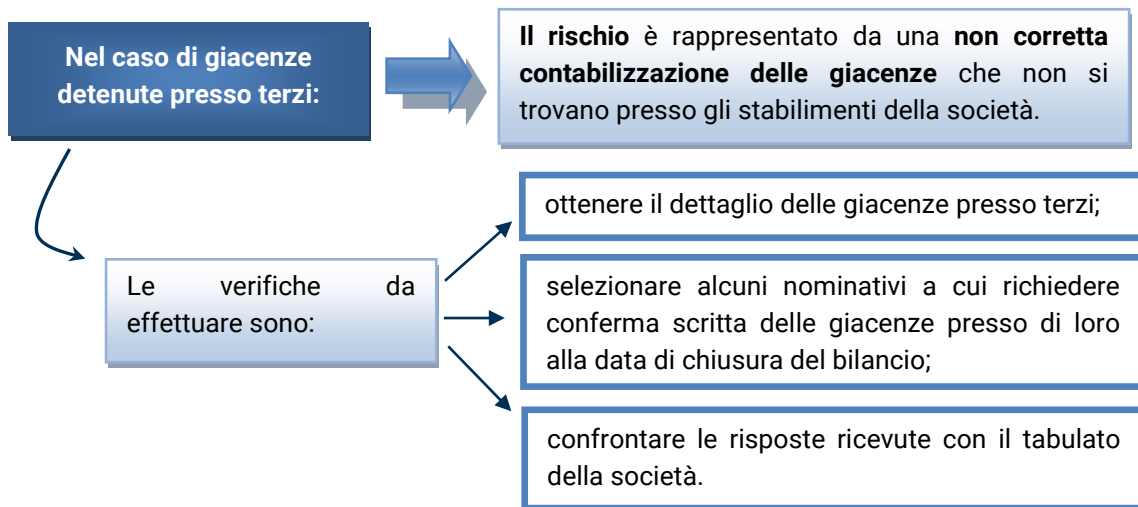 Nel caso di giacenze
detenute presso terzi:
Il rischio è rappresentato da una non corretta
contabilizzazione delle giacenze che non si
trovano presso gli stabilimenti della società.
Le verifiche da
effettuare sono:
ottenere il dettaglio delle giacenze presso terzi;
selezionare alcuni nominativi a cui richiedere
conferma scritta delle giacenze presso di loro
alla data di chiusura del bilancio;
confrontare le risposte ricevute con il tabulato
della società.